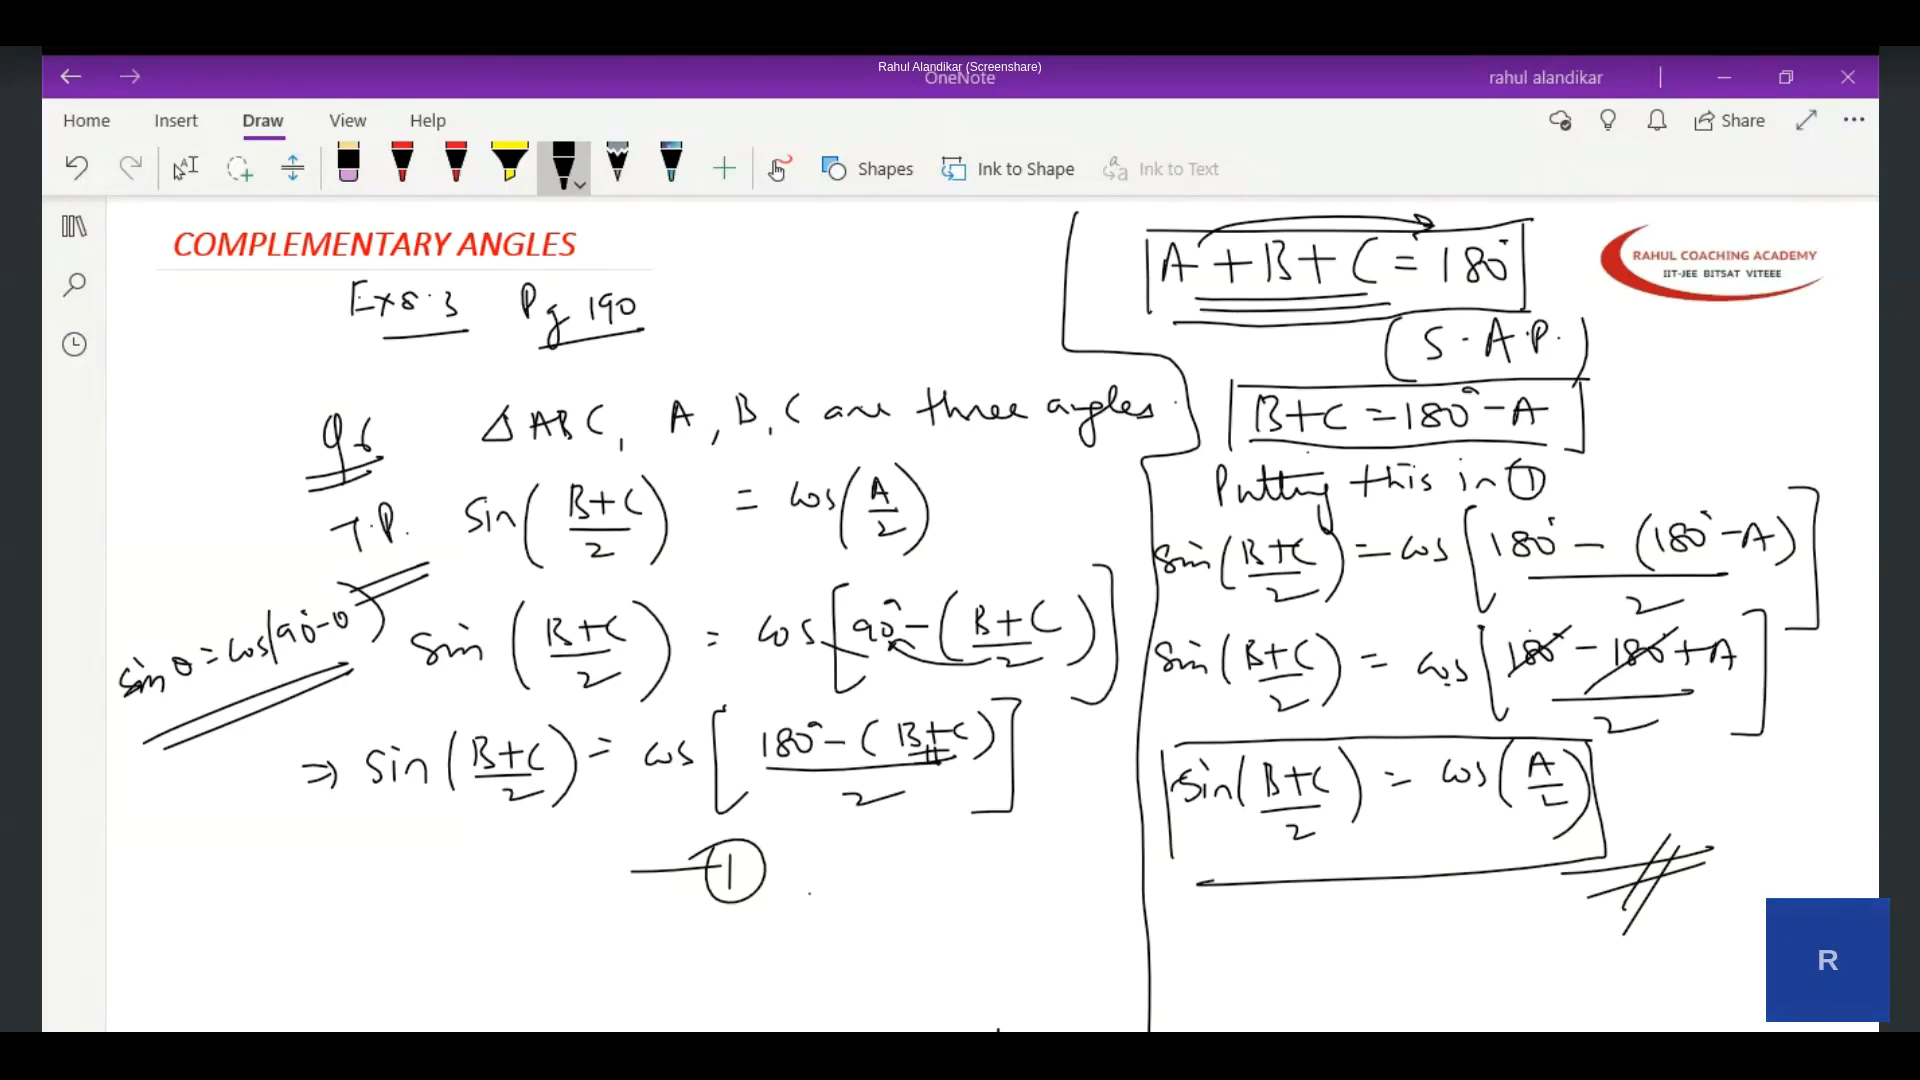 Rahul Alandikar (Screenshare)
OneNote
rahul alandikar
Home Insert Draw View Help
Share
Shapes Ink to Shape Ink to Text
COMPLEMENTARY ANGLES
Ex 8.3 Pg 190
Q6 △ABC, A, B, C are three angles.
T.P. sin((B+C)/2) = cos(A/2)
sin θ = cos(90°-θ)
sin((B+C)/2) = cos[90° - ((B+C)/2)]
⇒ sin((B+C)/2) = cos[(180° - (B+C))/2]
— ①
A + B + C = 180°
(S.A.P.)
B+C = 180° - A
Putting this in ①
sin((B+C)/2) = cos[(180° - (180° - A))/2]
sin((B+C)/2) = cos[(180° - 180° + A)/2]
sin((B+C)/2) = cos(A/2)
RAHUL COACHING ACADEMY
IIT-JEE BITSAT VITEEE
R